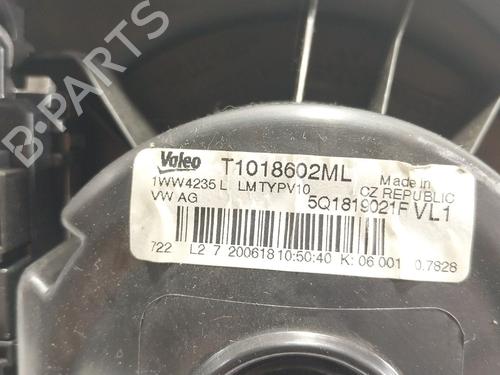 B-PARTS
Valeo T1018602ML
1WW4235 L LMTYPV10 Made in
CZ REPUBLIC
VW AG 5Q1819021F VL1
722 L2 7 200618 10:50:40 K: 06 001 0.7828